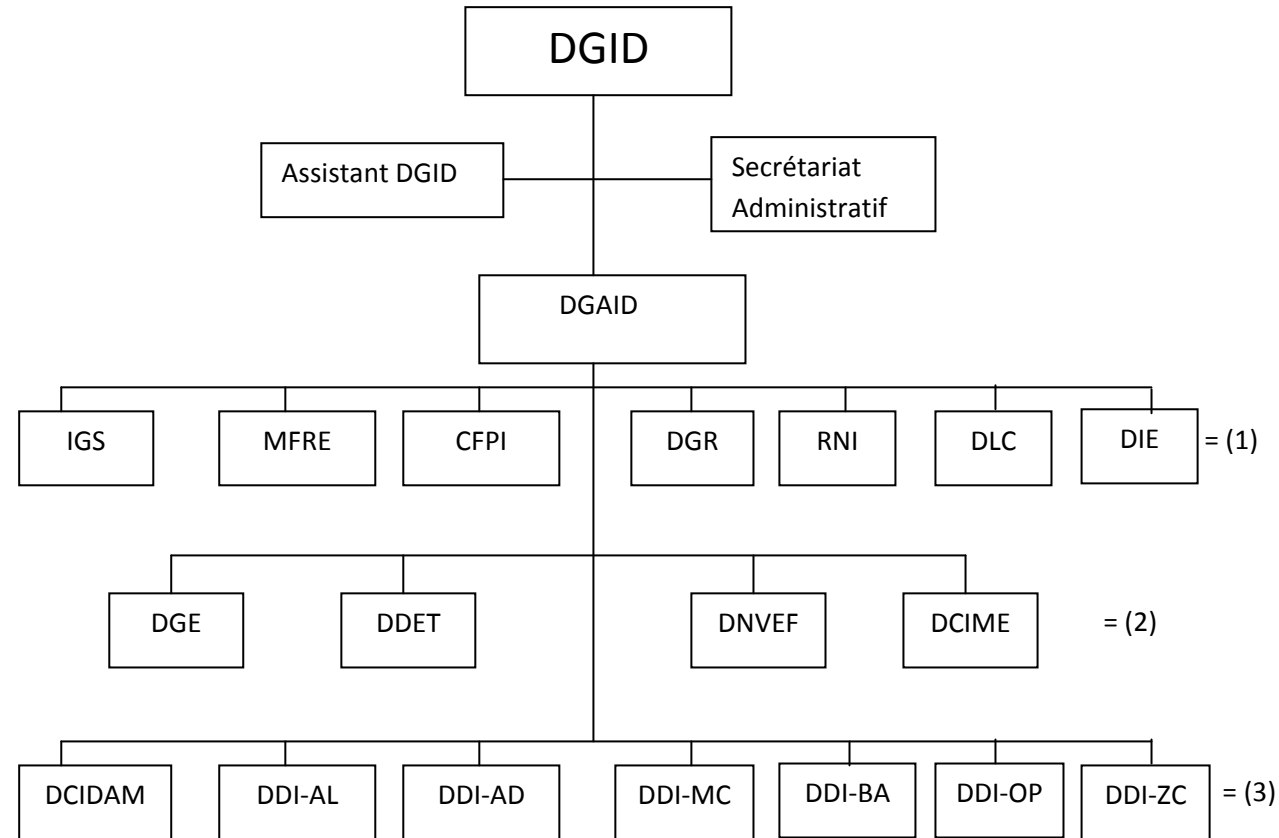 DGID
Assistant DGID
Secrétariat
Administratif
DGAID
IGS MFRE CFPI DGR RNI DLC DIE = (1)
DGE DDET DNVEF DCIME = (2)
DCIDAM DDI-AL DDI-AD DDI-MC DDI-BA DDI-OP DDI-ZC = (3)